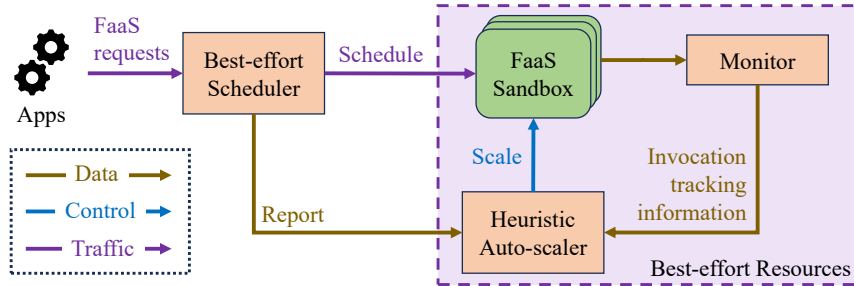 FaaS
requests
Apps
Best-effort
Scheduler
Schedule
FaaS
Sandbox
Monitor
Scale
Invocation
tracking
information
Report
Heuristic
Auto-scaler
Best-effort Resources
Data
Control
Traffic